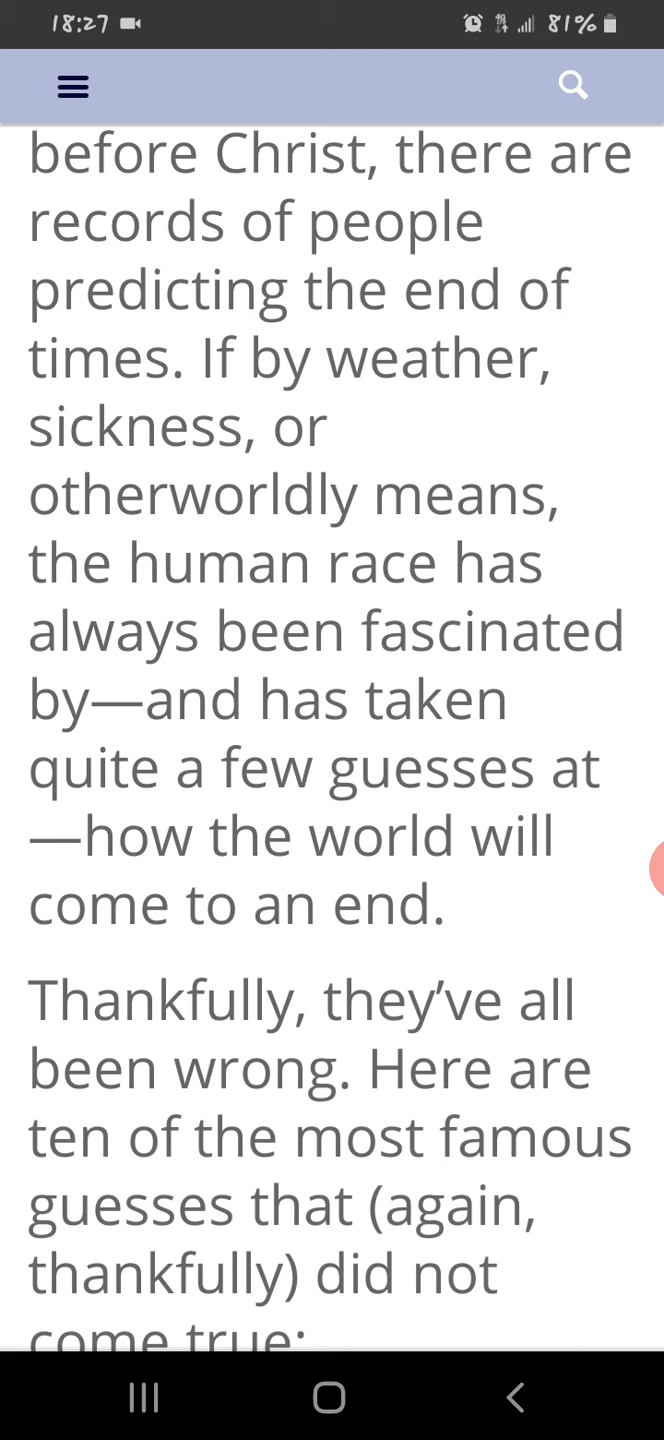 18:27
4G
81%
before Christ, there are
records of people
predicting the end of
times. If by weather,
sickness, or
otherworldly means,
the human race has
always been fascinated
by—and has taken
quite a few guesses at
—how the world will
come to an end.
Thankfully, they’ve all
been wrong. Here are
ten of the most famous
guesses that (again,
thankfully) did not
come true: